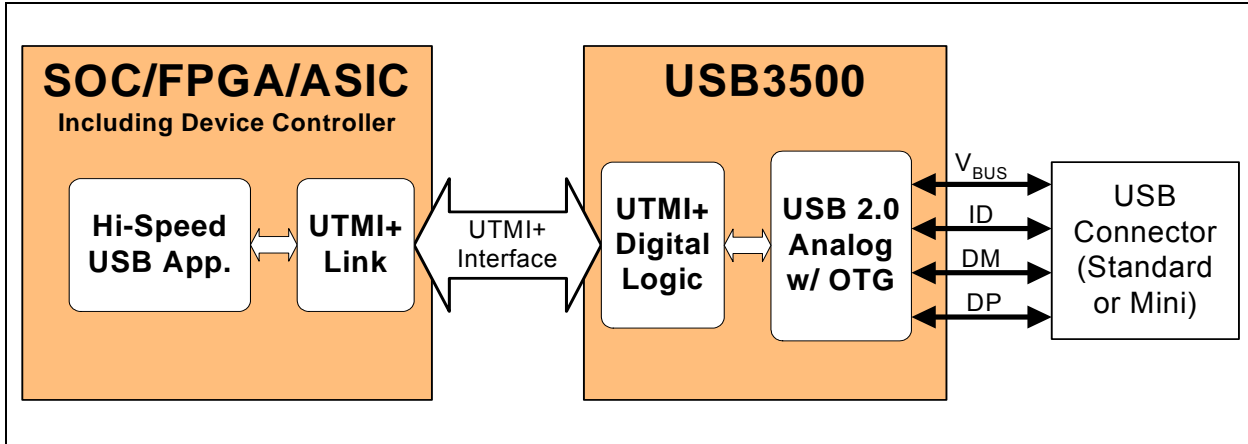 SOC/FPGA/ASIC
Including Device Controller
Hi-Speed
USB App.
UTMI+
Link
UTMI+
Interface
USB3500
UTMI+
Digital
Logic
USB 2.0
Analog
w/ OTG
VBUS
ID
DM
DP
USB
Connector
(Standard
or Mini)